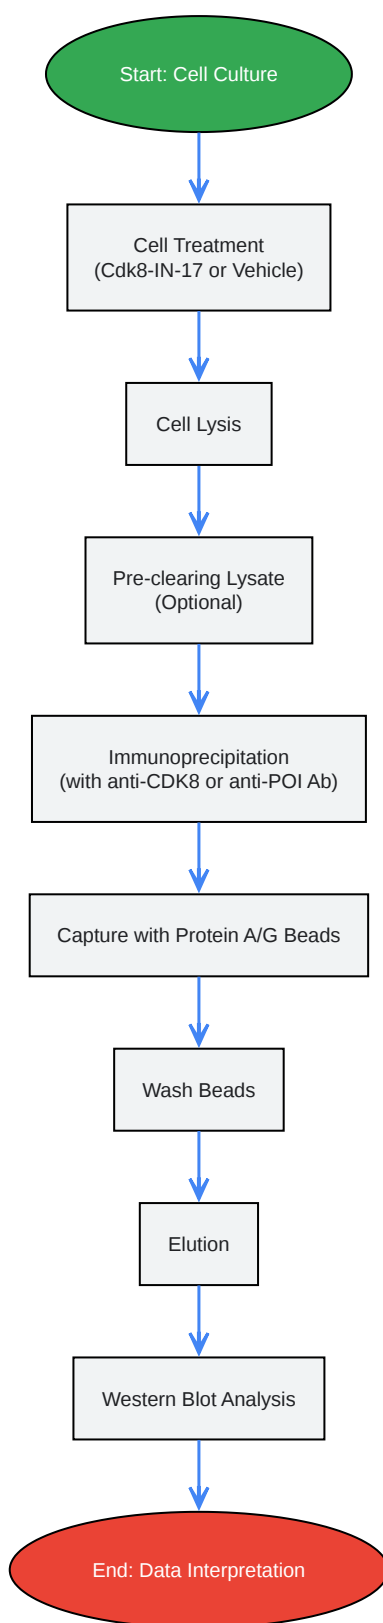 Start: Cell Culture
Cell Treatment
(Cdk8-IN-17 or Vehicle)
Cell Lysis
Pre-clearing Lysate
(Optional)
Immunoprecipitation
(with anti-CDK8 or anti-POI Ab)
Capture with Protein A/G Beads
Wash Beads
Elution
Western Blot Analysis
End: Data Interpretation